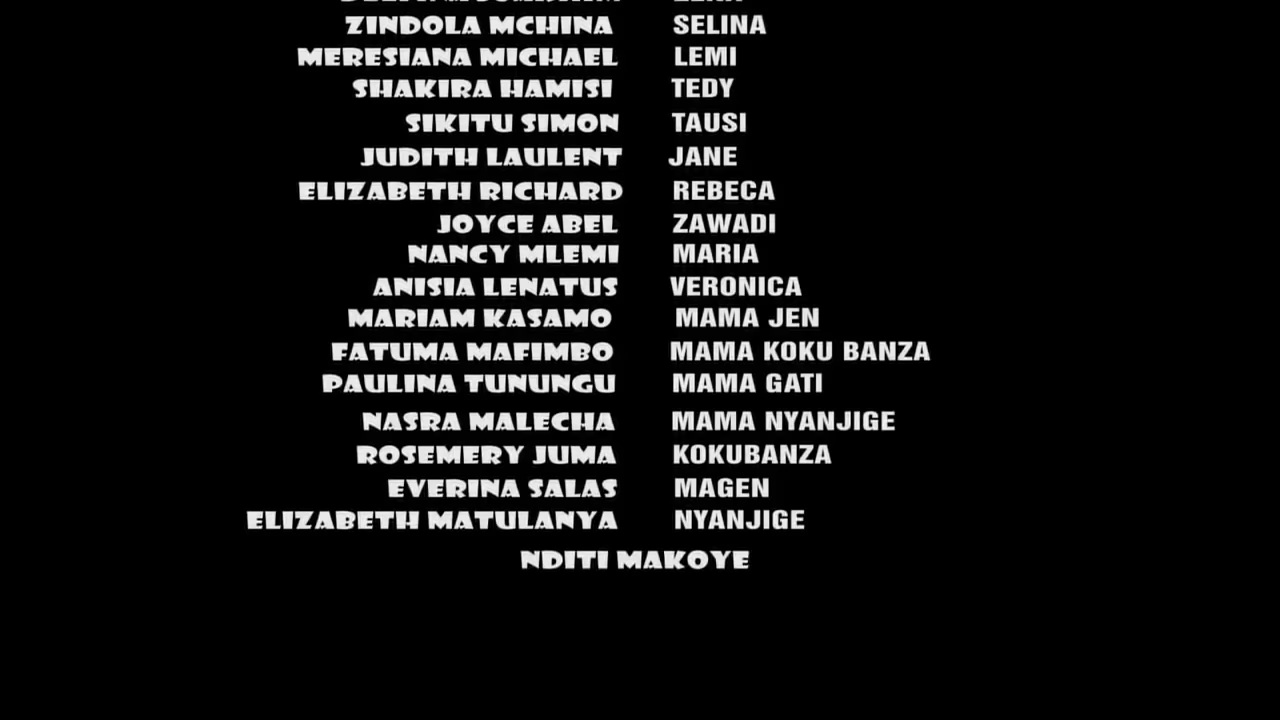 ZINDOLA MCHINA SELINA
MERESIANA MICHAEL LEMI
SHAKIRA HAMISI TEDY
SIKITU SIMON TAUSI
JUDITH LAULENT JANE
ELIZABETH RICHARD REBECA
JOYCE ABEL ZAWADI
NANCY MLEMI MARIA
ANISIA LENATUS VERONICA
MARIAM KASAMO MAMA JEN
FATUMA MAFIMBO MAMA KOKU BANZA
PAULINA TUNUNGU MAMA GATI
NASRA MALECHA MAMA NYANJIGE
ROSEMERY JUMA KOKUBANZA
EVERINA SALAS MAGEN
ELIZABETH MATULANYA NYANJIGE
NDITI MAKOYE